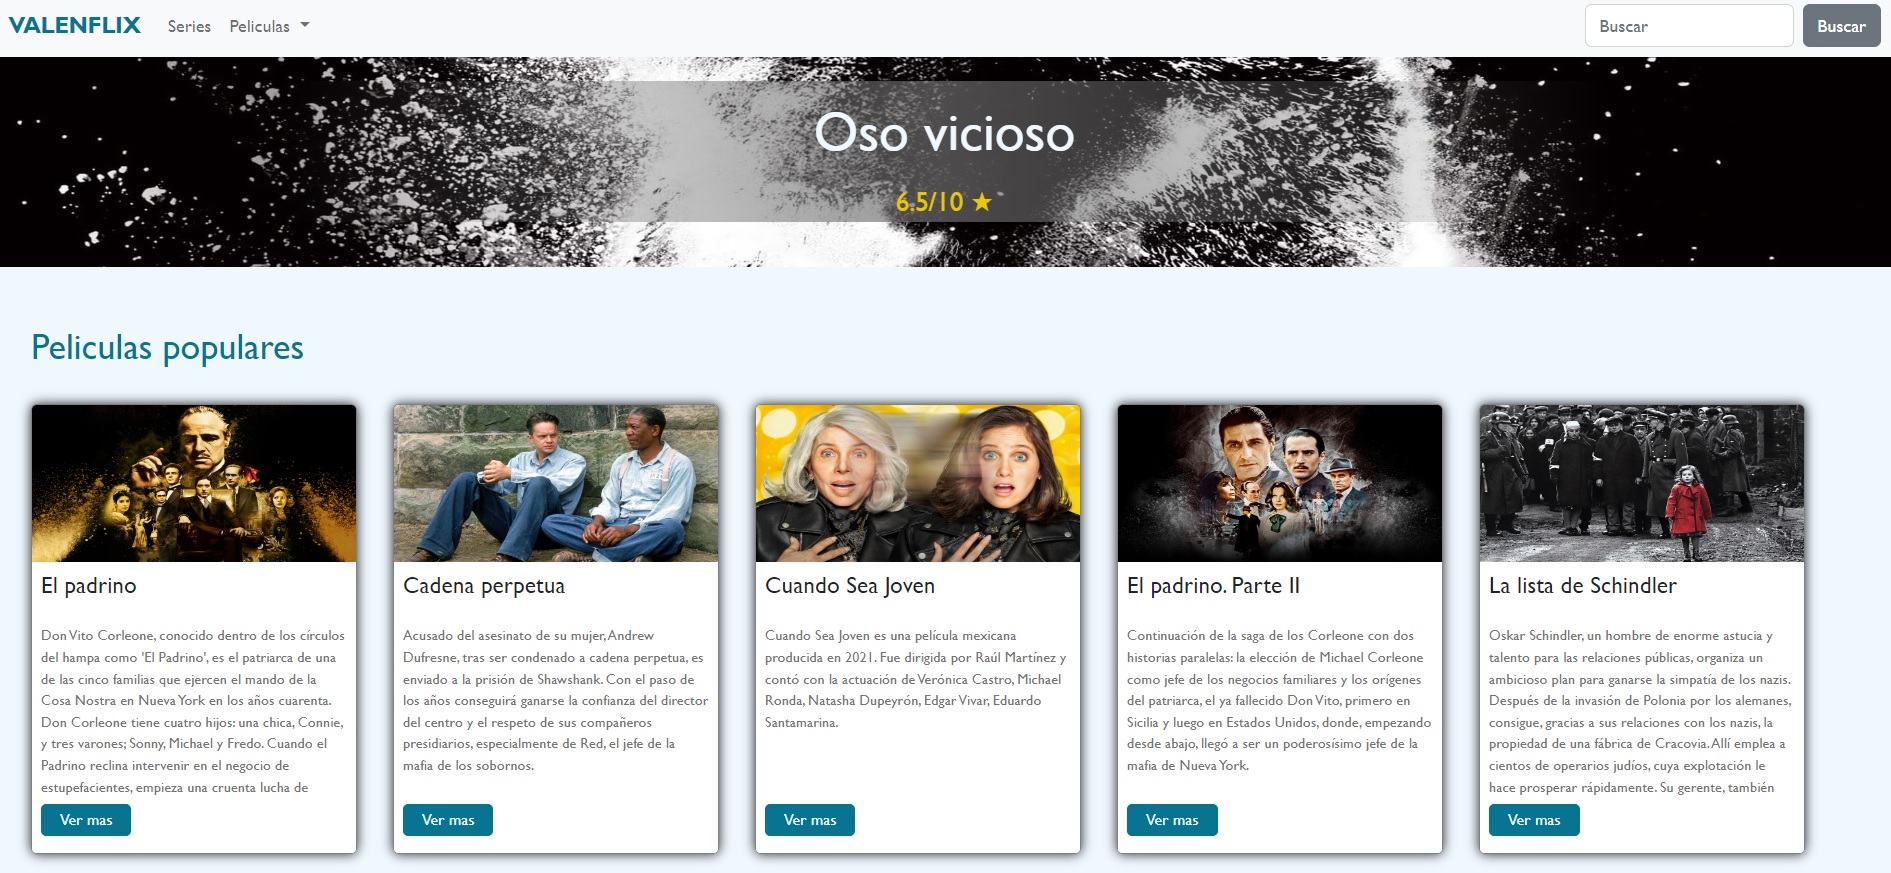 VALENFLIX Series Peliculas Buscar Buscar
Oso vicioso
6.5/10 ★
Peliculas populares
El padrino
Don Vito Corleone, conocido dentro de los círculos
del hampa como 'El Padrino', es el patriarca de una
de las cinco familias que ejercen el mando de la
Cosa Nostra en Nueva York en los años cuarenta.
Don Corleone tiene cuatro hijos: una chica, Connie,
y tres varones; Sonny, Michael y Fredo. Cuando el
Padrino reclina intervenir en el negocio de
estupefacientes, empieza una cruenta lucha de
Ver mas
Cadena perpetua
Acusado del asesinato de su mujer, Andrew
Dufresne, tras ser condenado a cadena perpetua, es
enviado a la prisión de Shawshank. Con el paso de
los años conseguirá ganarse la confianza del director
del centro y el respeto de sus compañeros
presidiarios, especialmente de Red, el jefe de la
mafia de los sobornos.
Ver mas
Cuando Sea Joven
Cuando Sea Joven es una película mexicana
producida en 2021. Fue dirigida por Raúl Martínez y
contó con la actuación de Verónica Castro, Michael
Ronda, Natasha Dupeyrón, Edgar Vivar, Eduardo
Santamarina.
Ver mas
El padrino. Parte II
Continuación de la saga de los Corleone con dos
historias paralelas: la elección de Michael Corleone
como jefe de los negocios familiares y los orígenes
del patriarca, el ya fallecido Don Vito, primero en
Sicilia y luego en Estados Unidos, donde, empezando
desde abajo, llegó a ser un poderosísimo jefe de la
mafia de Nueva York.
Ver mas
La lista de Schindler
Oskar Schindler, un hombre de enorme astucia y
talento para las relaciones públicas, organiza un
ambicioso plan para ganarse la simpatía de los nazis.
Después de la invasión de Polonia por los alemanes,
consigue, gracias a sus relaciones con los nazis, la
propiedad de una fábrica de Cracovia. Allí emplea a
cientos de operarios judíos, cuya explotación le
hace prosperar rápidamente. Su gerente, también
Ver mas